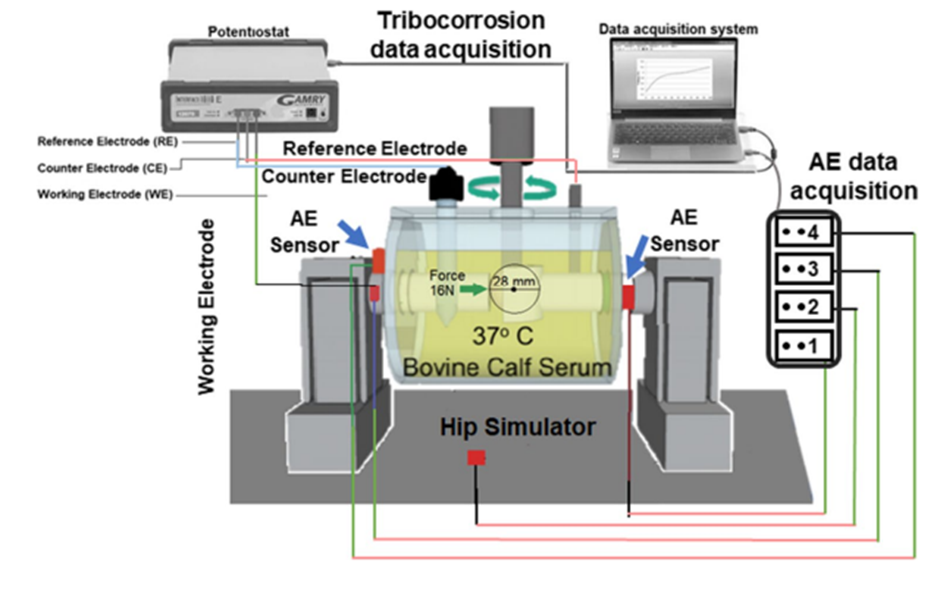 Tribocorrosion
data acquisition
Potentiostat
Data acquisition system
GAMRY
Reference Electrode (RE)
Counter Electrode (CE)
Working Electrode (WE)
Reference Electrode
Counter Electrode
AE data
acquisition
AE
Sensor
AE
Sensor
Working Electrode
4
3
2
1
Force
16N
28 mm
37° C
Bovine Calf Serum
Hip Simulator